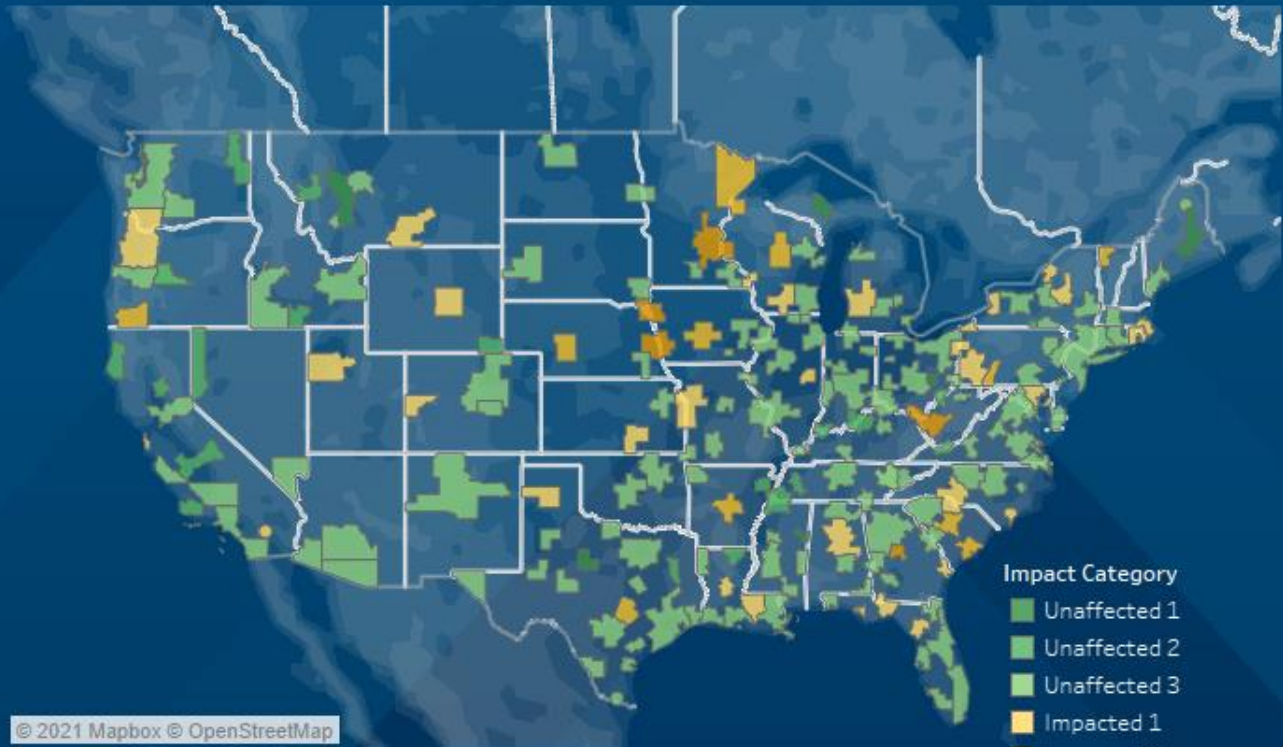 Impact Category
Unaffected 1
Unaffected 2
Unaffected 3
Impacted 1
© 2021 Mapbox © OpenStreetMap